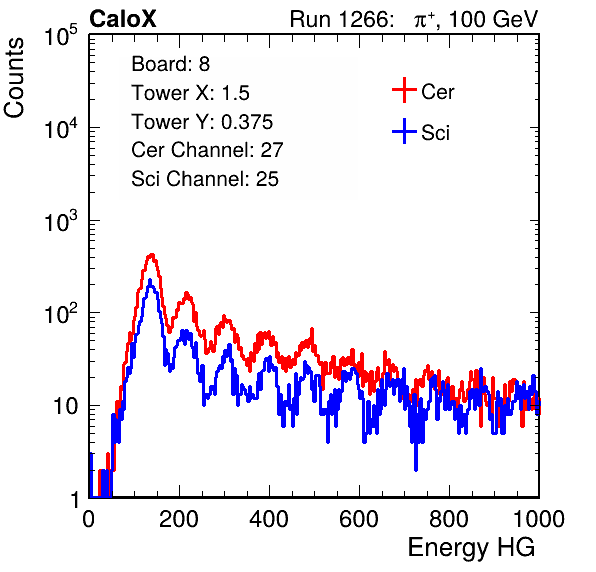 CaloX Run 1266: π⁺, 100 GeV
Board: 8
Tower X: 1.5
Tower Y: 0.375
Cer Channel: 27
Sci Channel: 25
Cer
Sci
Counts
10⁵
10⁴
10³
10²
10
1
0 200 400 600 800 1000
Energy HG